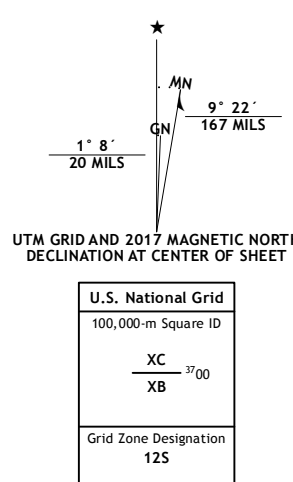 ★
MN
GN
9° 22´
167 MILS
1° 8´
20 MILS
UTM GRID AND 2017 MAGNETIC NORTH
DECLINATION AT CENTER OF SHEET
U.S. National Grid
100,000-m Square ID
XC
XB
³⁷00
Grid Zone Designation
12S